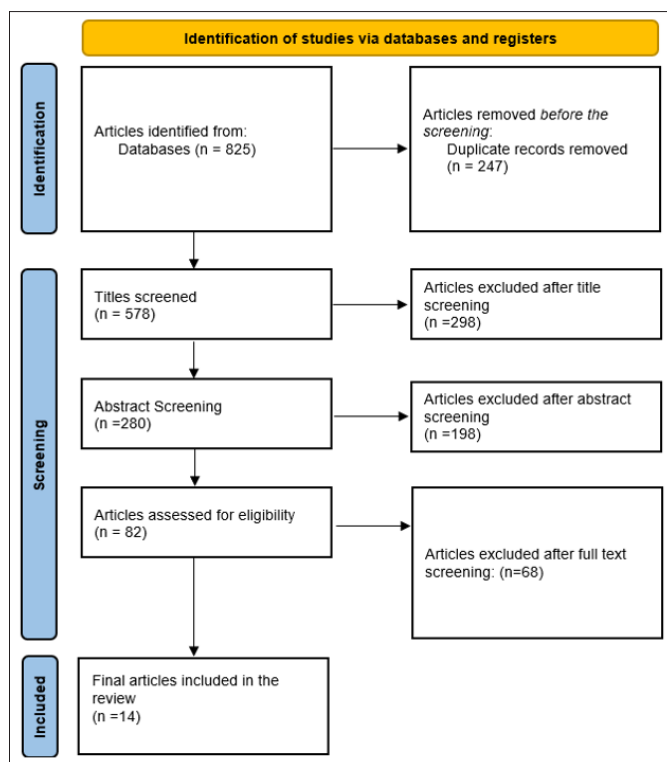 Identification of studies via databases and registers
Identification
Articles identified from:
Databases (n = 825)
Articles removed before the
screening:
Duplicate records removed
(n = 247)
Screening
Titles screened
(n = 578)
Articles excluded after title
screening
(n =298)
Abstract Screening
(n =280)
Articles excluded after abstract
screening
(n =198)
Articles assessed for eligibility
(n = 82)
Articles excluded after full text
screening: (n=68)
Included
Final articles included in the
review
(n =14)